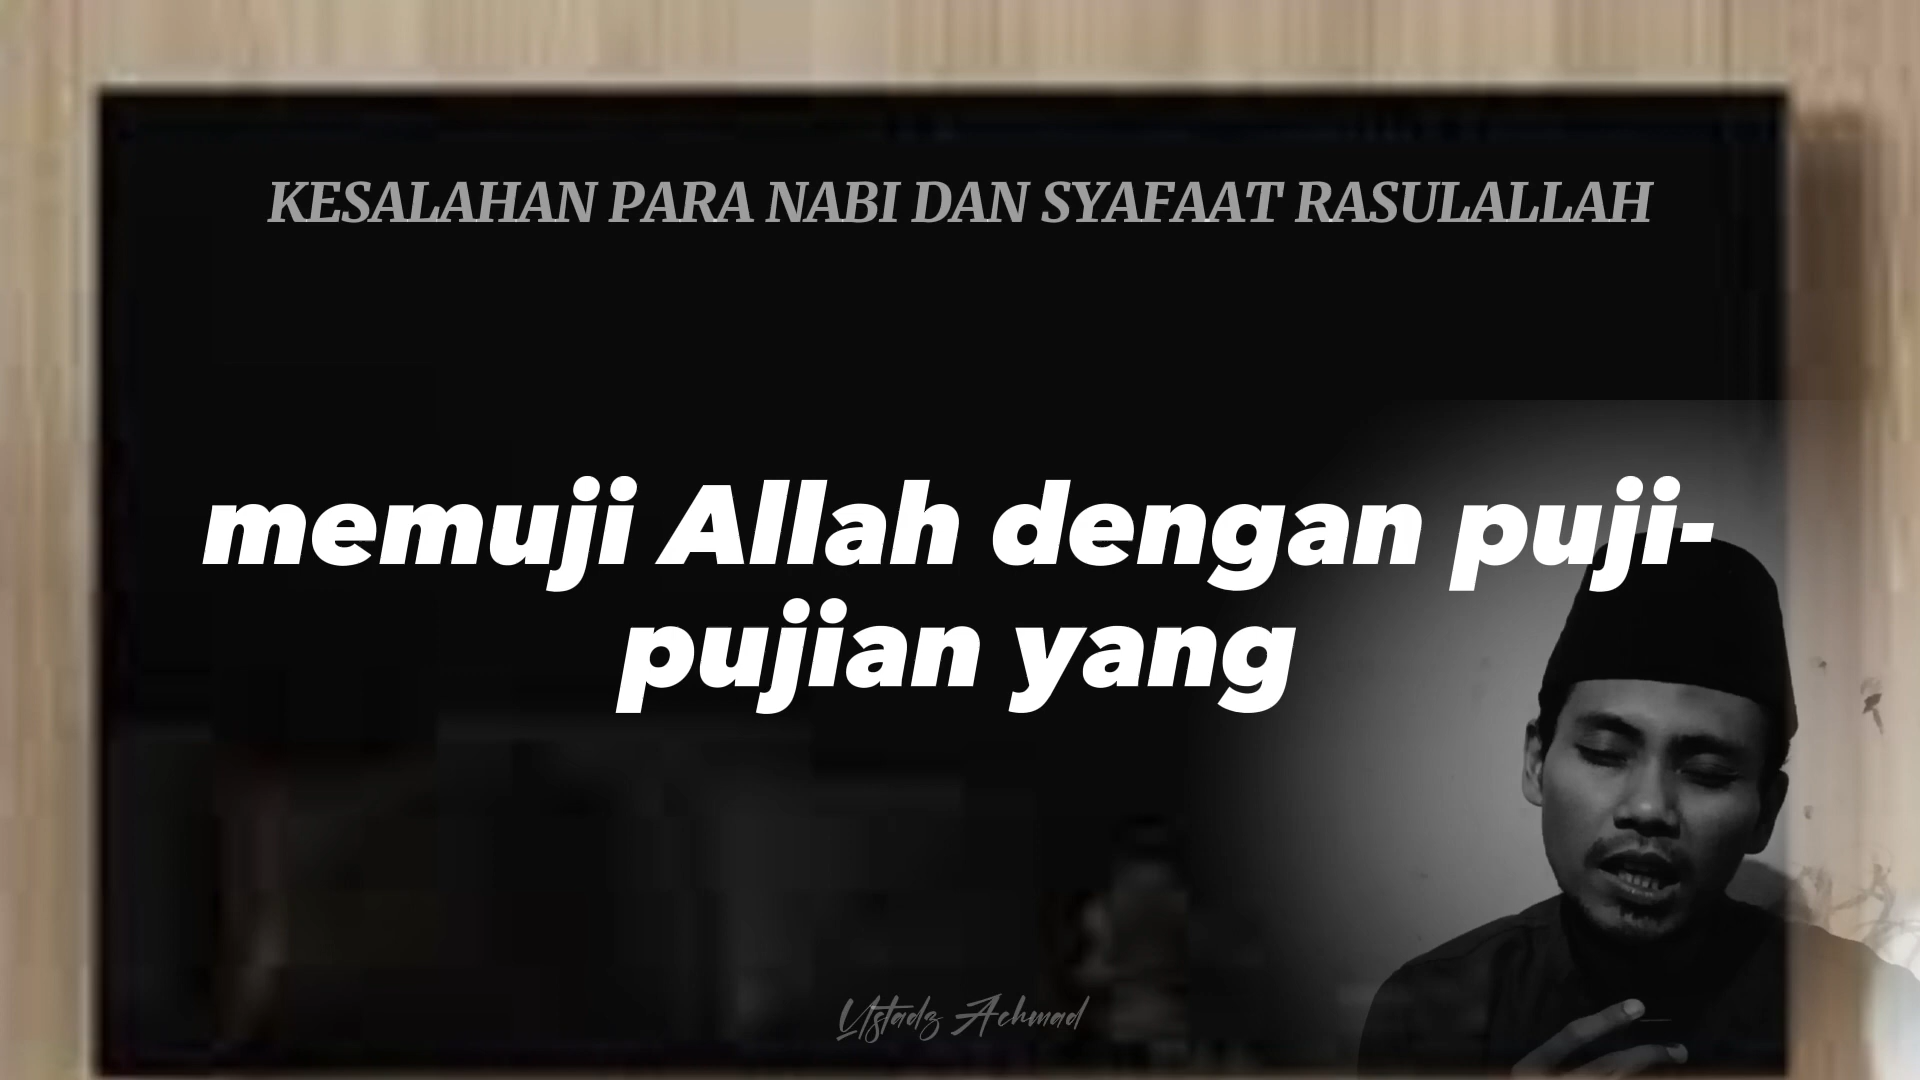 KESALAHAN PARA NABI DAN SYAFAAT RASULALLAH
memuji Allah dengan puji-
pujian yang
Ustadz Achmad